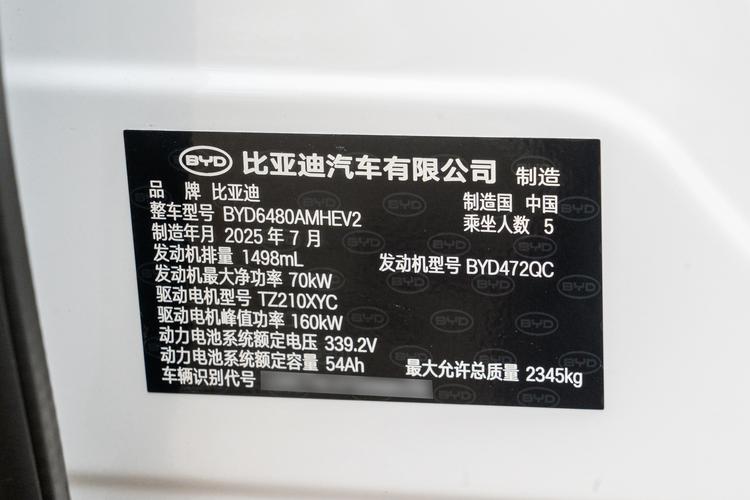 BYD 比亚迪汽车有限公司 制造
品 牌 比亚迪 制造国 中国
整车型号 BYD6480AMHEV2 乘坐人数 5
制造年月 2025 年 7 月
发动机排量 1498mL 发动机型号 BYD472QC
发动机最大净功率 70kW
驱动电机型号 TZ210XYC
驱动电机峰值功率 160kW
动力电池系统额定电压 339.2V
动力电池系统额定容量 54Ah 最大允许总质量 2345kg
车辆识别代号